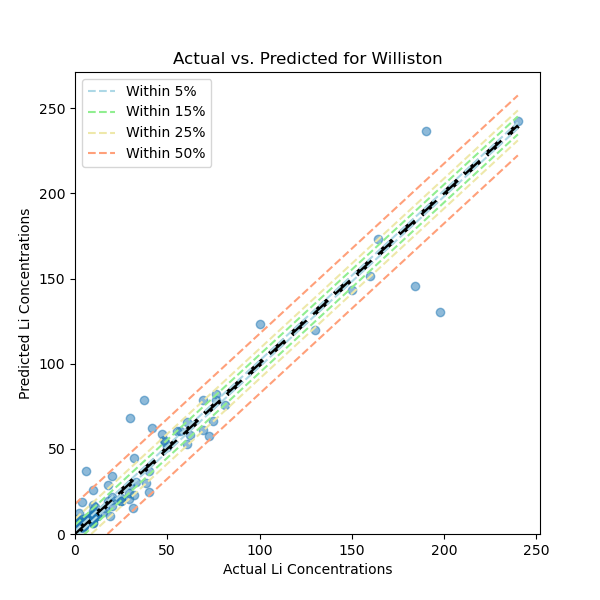 Actual vs. Predicted for Williston
Within 5%
Within 15%
Within 25%
Within 50%
250
200
150
100
50
0
Predicted Li Concentrations
0 50 100 150 200 250
Actual Li Concentrations